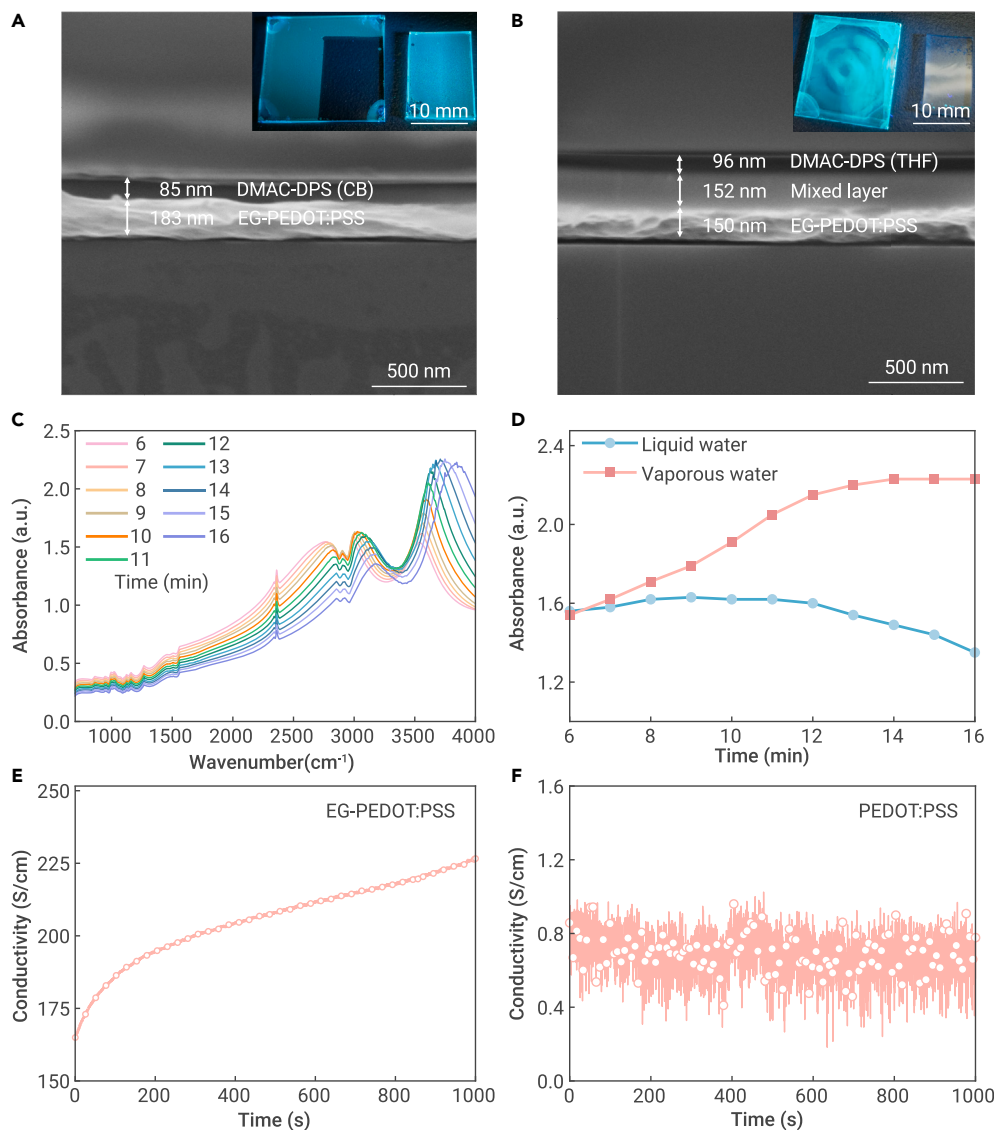 A
10 mm
85 nm DMAC-DPS (CB)
183 nm EG-PEDOT:PSS
500 nm
B
10 mm
96 nm DMAC-DPS (THF)
152 nm Mixed layer
150 nm EG-PEDOT:PSS
500 nm
C
2.5
2.0
1.5
1.0
0.5
0.0
Absorbance (a.u.)
6 12
7 13
8 14
9 15
10 16
11
Time (min)
1000 1500 2000 2500 3000 3500 4000
Wavenumber(cm⁻¹)
D
2.4
2.0
1.6
1.2
Absorbance (a.u.)
Liquid water
Vaporous water
6 8 10 12 14 16
Time (min)
E
250
225
200
175
150
Conductivity (S/cm)
EG-PEDOT:PSS
0 200 400 600 800 1000
Time (s)
F
1.6
1.2
0.8
0.4
0.0
Conductivity (S/cm)
PEDOT:PSS
0 200 400 600 800 1000
Time (s)